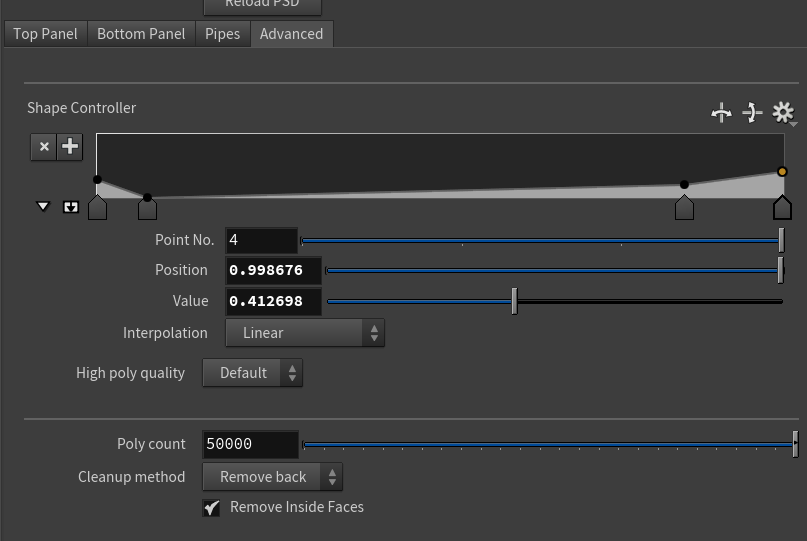 Reload PSD
Top Panel Bottom Panel Pipes Advanced
Shape Controller
Point No. 4
Position 0.998676
Value 0.412698
Interpolation Linear
High poly quality Default
Poly count 50000
Cleanup method Remove back
Remove Inside Faces